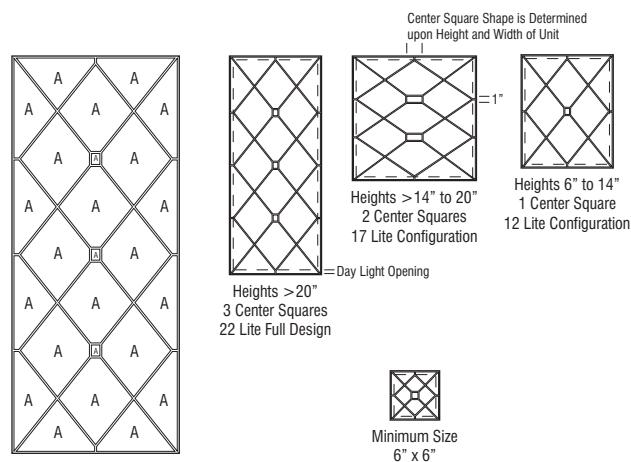 Center Square Shape is Determined
upon Height and Width of Unit
A A
A A A
A A
A
A A
A A
A
A A
A A
A
A A
A A A
A A
1”
Heights >14” to 20”
2 Center Squares
17 Lite Configuration
Heights 6” to 14”
1 Center Square
12 Lite Configuration
Day Light Opening
Heights >20”
3 Center Squares
22 Lite Full Design
Minimum Size
6” x 6”